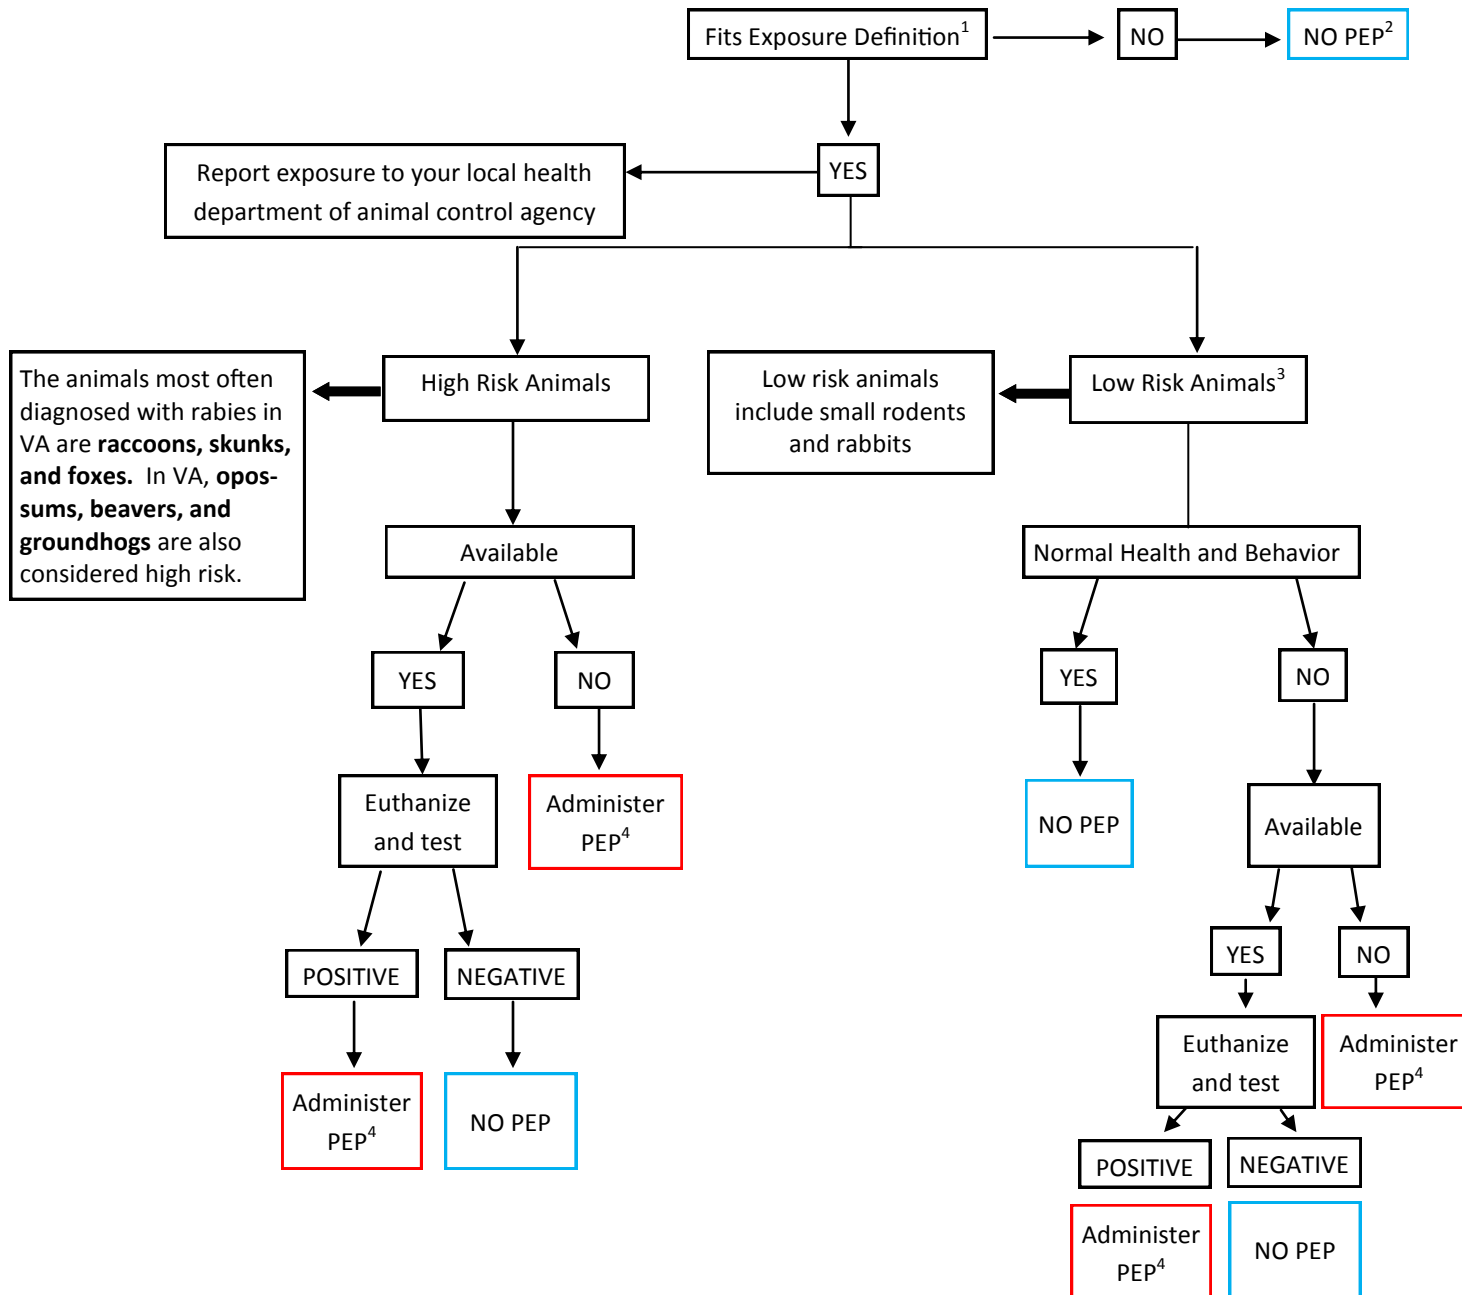 Fits Exposure Definition1
NO
NO PEP2
YES
Report exposure to your local health
department of animal control agency
High Risk Animals
The animals most often
diagnosed with rabies in
VA are raccoons, skunks,
and foxes. In VA, opos-
sums, beavers, and
groundhogs are also
considered high risk.
Low risk animals
include small rodents
and rabbits
Low Risk Animals3
Available
Normal Health and Behavior
YES
NO
YES
NO
Euthanize
and test
Administer
PEP4
NO PEP
Available
POSITIVE
NEGATIVE
YES
NO
Administer
PEP4
NO PEP
Euthanize
and test
Administer
PEP4
POSITIVE
NEGATIVE
Administer
PEP4
NO PEP